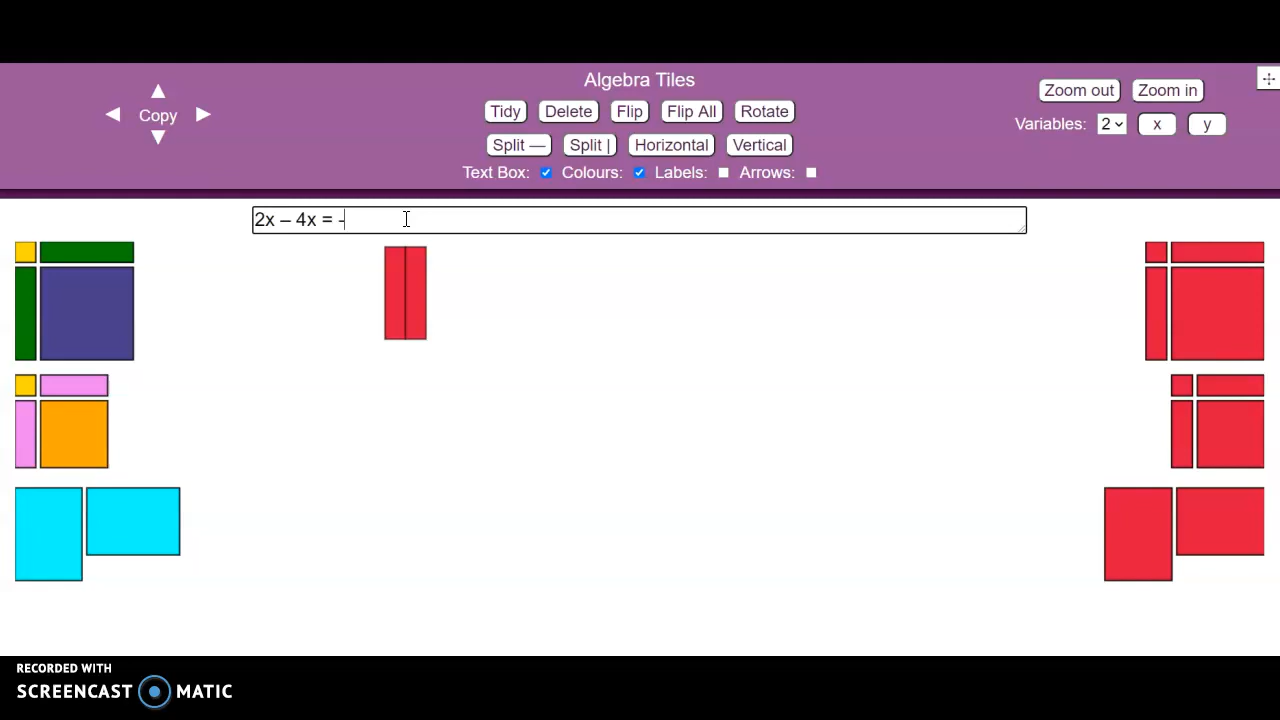 Algebra Tiles
Copy
Tidy Delete Flip Flip All Rotate
Zoom out Zoom in
Variables: 2 x y
Split — Split | Horizontal Vertical
Text Box: Colours: Labels: Arrows:
2x – 4x = -
RECORDED WITH
SCREENCAST MATIC